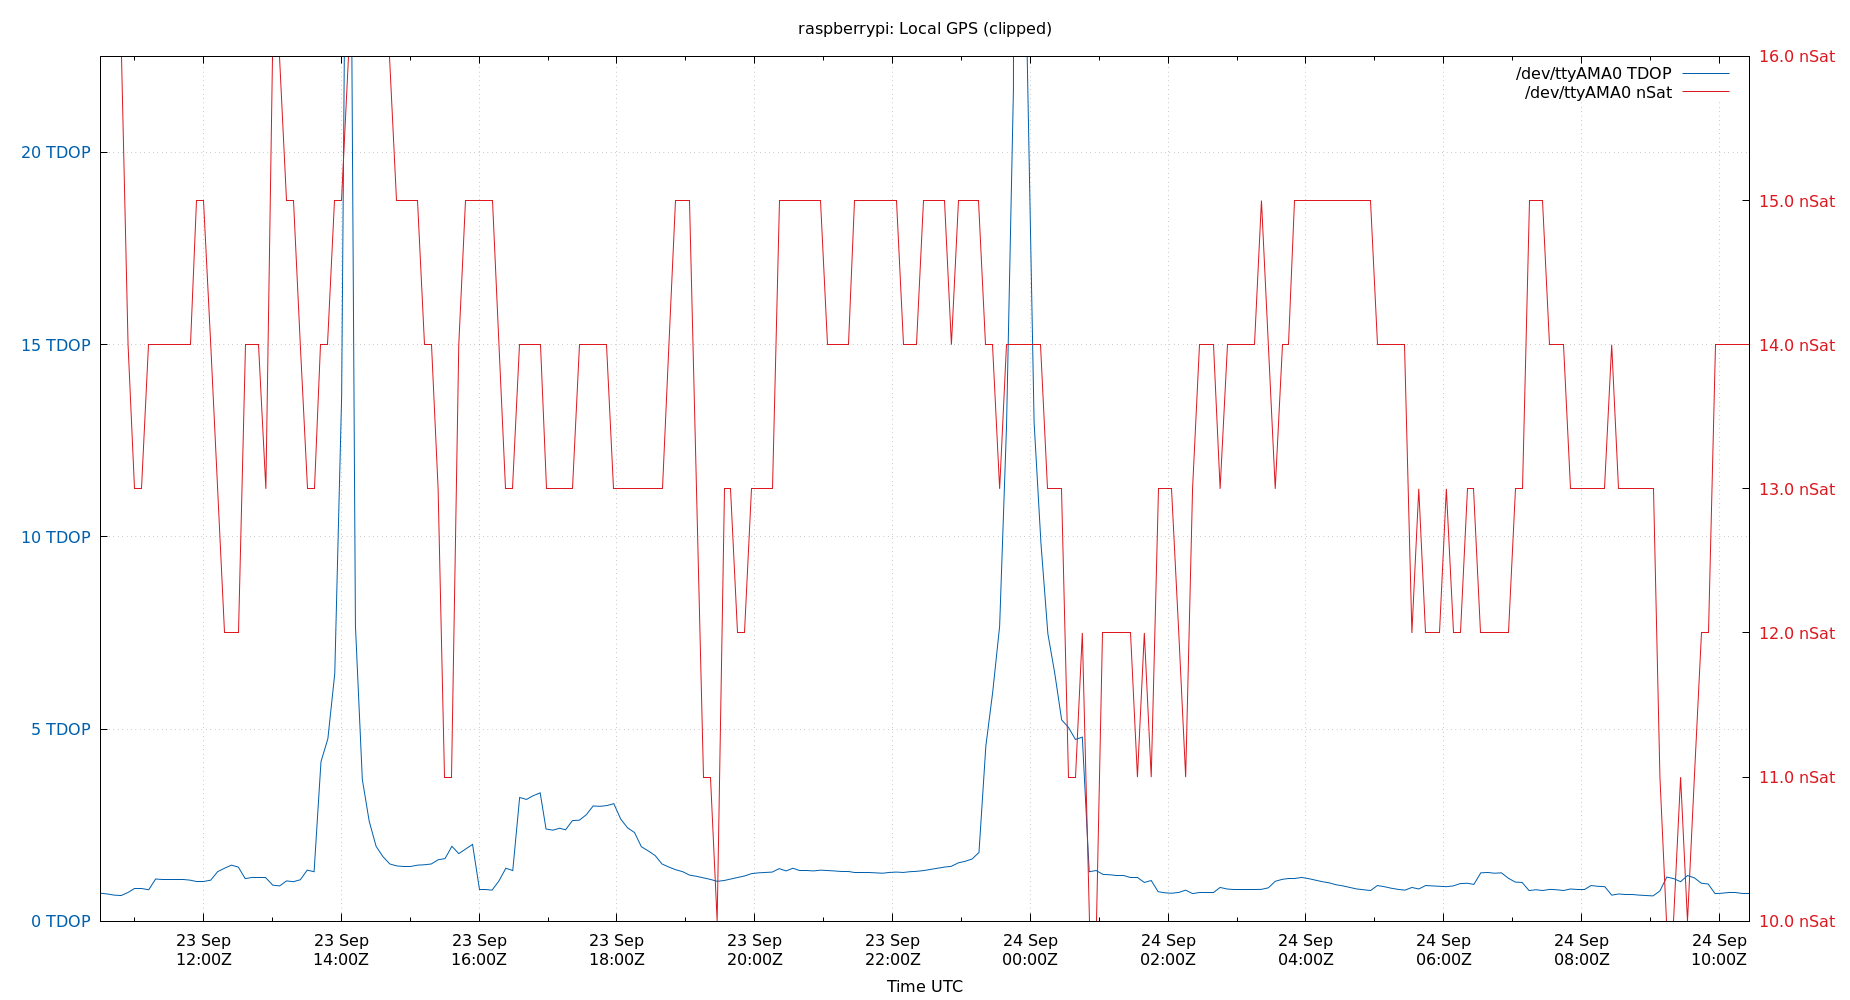 raspberrypi: Local GPS (clipped)
16.0 nSat
/dev/ttyAMA0 TDOP
/dev/ttyAMA0 nSat
20 TDOP
15.0 nSat
15 TDOP
14.0 nSat
13.0 nSat
10 TDOP
12.0 nSat
5 TDOP
11.0 nSat
0 TDOP
10.0 nSat
23 Sep 23 Sep 23 Sep 23 Sep 23 Sep 23 Sep 24 Sep 24 Sep 24 Sep 24 Sep 24 Sep 24 Sep
12:00Z 14:00Z 16:00Z 18:00Z 20:00Z 22:00Z 00:00Z 02:00Z 04:00Z 06:00Z 08:00Z 10:00Z
Time UTC